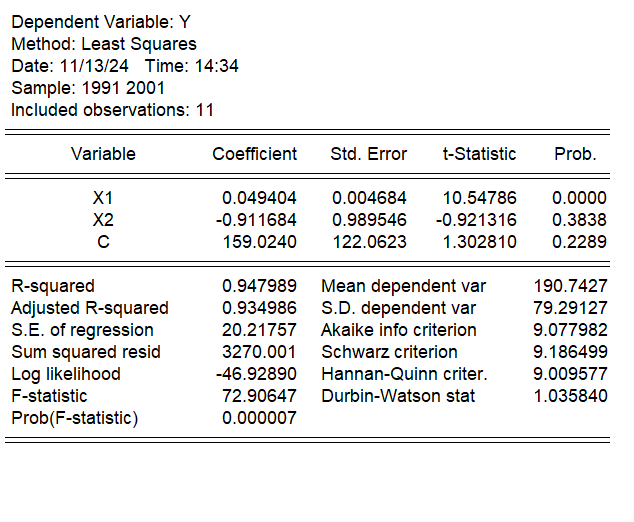 Dependent Variable: Y
Method: Least Squares
Date: 11/13/24 Time: 14:34
Sample: 1991 2001
Included observations: 11
Variable Coefficient Std. Error t-Statistic Prob.
X1 0.049404 0.004684 10.54786 0.0000
X2 -0.911684 0.989546 -0.921316 0.3838
C 159.0240 122.0623 1.302810 0.2289
R-squared 0.947989 Mean dependent var 190.7427
Adjusted R-squared 0.934986 S.D. dependent var 79.29127
S.E. of regression 20.21757 Akaike info criterion 9.077982
Sum squared resid 3270.001 Schwarz criterion 9.186499
Log likelihood -46.92890 Hannan-Quinn criter. 9.009577
F-statistic 72.90647 Durbin-Watson stat 1.035840
Prob(F-statistic) 0.000007